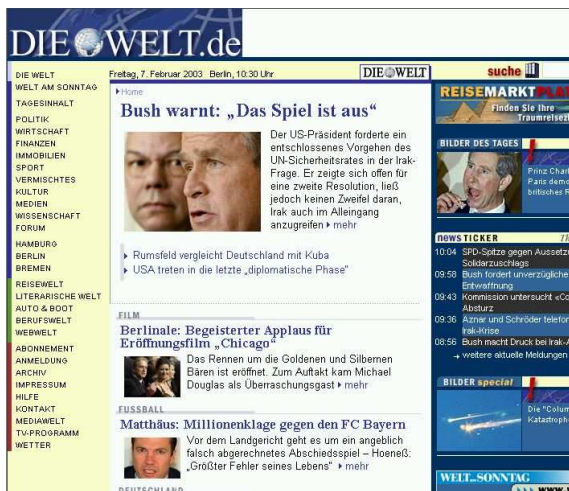 DIE WELT.de
DIE WELT
WELT AM SONNTAG
TAGESINHALT
POLITIK
WIRTSCHAFT
FINANZEN
IMMOBILIEN
SPORT
VERMISCHTES
KULTUR
MEDIEN
WISSENSCHAFT
FORUM
HAMBURG
BERLIN
BREMEN
REISEWELT
LITERARISCHE WELT
AUTO & BOOT
BERUFSWELT
WEBWELT
ABONNEMENT
ANMELDUNG
ARCHIV
IMPRESSUM
HILFE
KONTAKT
MEDIAWELT
TV-PROGRAMM
WETTER
Freitag, 7. Februar 2003 Berlin, 10:30 Uhr
DIE WELT
Home
Bush warnt: „Das Spiel ist aus“
Der US-Präsident forderte ein
entschlossenes Vorgehen des
UN-Sicherheitsrates in der Irak-
Frage. Er zeigte sich offen für
eine zweite Resolution, ließ
jedoch keinen Zweifel daran,
Irak auch im Alleingang
anzugreifen mehr
Rumsfeld vergleicht Deutschland mit Kuba
USA treten in die letzte „diplomatische Phase“
FILM
Berlinale: Begeisterter Applaus für
Eröffnungsfilm „Chicago“
Das Rennen um die Goldenen und Silbernen
Bären ist eröffnet. Zum Auftakt kam Michael
Douglas als Überraschungsgast mehr
FUSSBALL
Matthäus: Millionenklage gegen den FC Bayern
Vor dem Landgericht geht es um ein angeblich
falsch abgerechnetes Abschiedsspiel – Hoeneß:
„Größter Fehler seines Lebens“ mehr
DEUTSCHLAND
suche
REISEMARKTPLA
Finden Sie Ihre
Traumreisezi
BILDER DES TAGES
Prinz Charl
Paris demo
britisches R
news TICKER
10:04 SPD-Spitze gegen Aussetzu
Solidarzuschlags
09:58 Bush fordert unverzügliche
Entwaffnung
09:43 Kommission untersucht «Co
Absturz
09:36 Aznar und Schröder telefon
Irak-Krise
08:56 Bush macht Druck bei Irak-
weitere aktuelle Meldungen
BILDER special
Die "Colum
Katastroph
WELT am SONNTAG